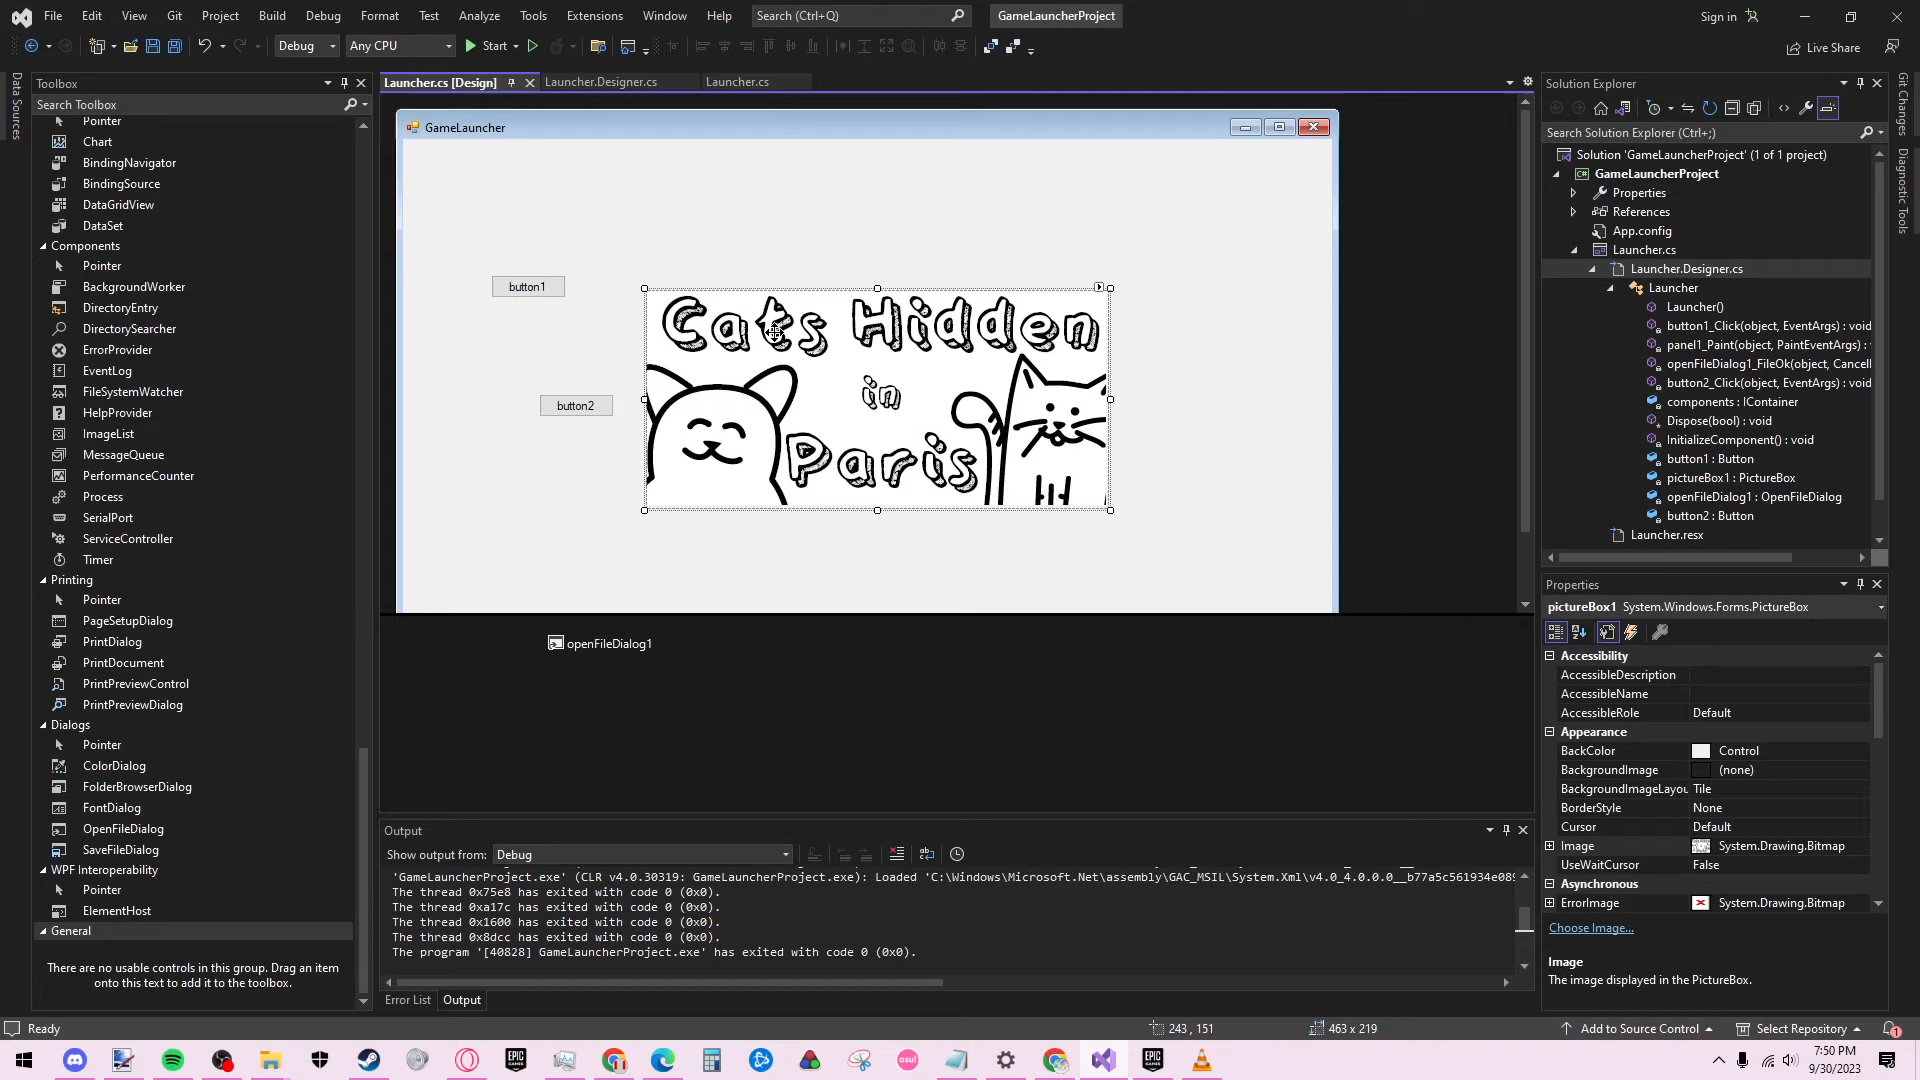 File Edit View Git Project Build Debug Format Test Analyze Tools Extensions Window Help Search (Ctrl+Q) GameLauncherProject Sign in
Debug Any CPU Start Live Share
Data Sources
Toolbox
Search Toolbox
Pointer
Chart
BindingNavigator
BindingSource
DataGridView
DataSet
Components
Pointer
BackgroundWorker
DirectoryEntry
DirectorySearcher
ErrorProvider
EventLog
FileSystemWatcher
HelpProvider
ImageList
MessageQueue
PerformanceCounter
Process
SerialPort
ServiceController
Timer
Printing
Pointer
PageSetupDialog
PrintDialog
PrintDocument
PrintPreviewControl
PrintPreviewDialog
Dialogs
Pointer
ColorDialog
FolderBrowserDialog
FontDialog
OpenFileDialog
SaveFileDialog
WPF Interoperability
Pointer
ElementHost
General
There are no usable controls in this group. Drag an item
onto this text to add it to the toolbox.
Launcher.cs [Design] Launcher.Designer.cs Launcher.cs
GameLauncher
button1
button2
Cats Hidden
in
Paris
openFileDialog1
Output
Show output from: Debug
'GameLauncherProject.exe' (CLR v4.0.30319: GameLauncherProject.exe): Loaded 'C:\Windows\Microsoft.Net\assembly\GAC_MSIL\System.Xml\v4.0_4.0.0.0__b77a5c561934e089
The thread 0x75e8 has exited with code 0 (0x0).
The thread 0xa17c has exited with code 0 (0x0).
The thread 0x1600 has exited with code 0 (0x0).
The thread 0x8dcc has exited with code 0 (0x0).
The program '[40828] GameLauncherProject.exe' has exited with code 0 (0x0).
Error List Output
Solution Explorer
Search Solution Explorer (Ctrl+;)
Solution 'GameLauncherProject' (1 of 1 project)
GameLauncherProject
Properties
References
App.config
Launcher.cs
Launcher.Designer.cs
Launcher
Launcher()
button1_Click(object, EventArgs) : void
panel1_Paint(object, PaintEventArgs) :
openFileDialog1_FileOk(object, Cancel
button2_Click(object, EventArgs) : void
components : IContainer
Dispose(bool) : void
InitializeComponent() : void
button1 : Button
pictureBox1 : PictureBox
openFileDialog1 : OpenFileDialog
button2 : Button
Launcher.resx
Properties
pictureBox1 System.Windows.Forms.PictureBox
Accessibility
AccessibleDescription
AccessibleName
AccessibleRole Default
Appearance
BackColor Control
BackgroundImage (none)
BackgroundImageLayou Tile
BorderStyle None
Cursor Default
Image System.Drawing.Bitmap
UseWaitCursor False
Asynchronous
ErrorImage System.Drawing.Bitmap
Choose Image...
Image
The image displayed in the PictureBox.
Git Changes
Diagnostic Tools
Ready 243 , 151 463 x 219 Add to Source Control Select Repository 1
EPIC GAMES osu! EPIC GAMES
7:50 PM
9/30/2023